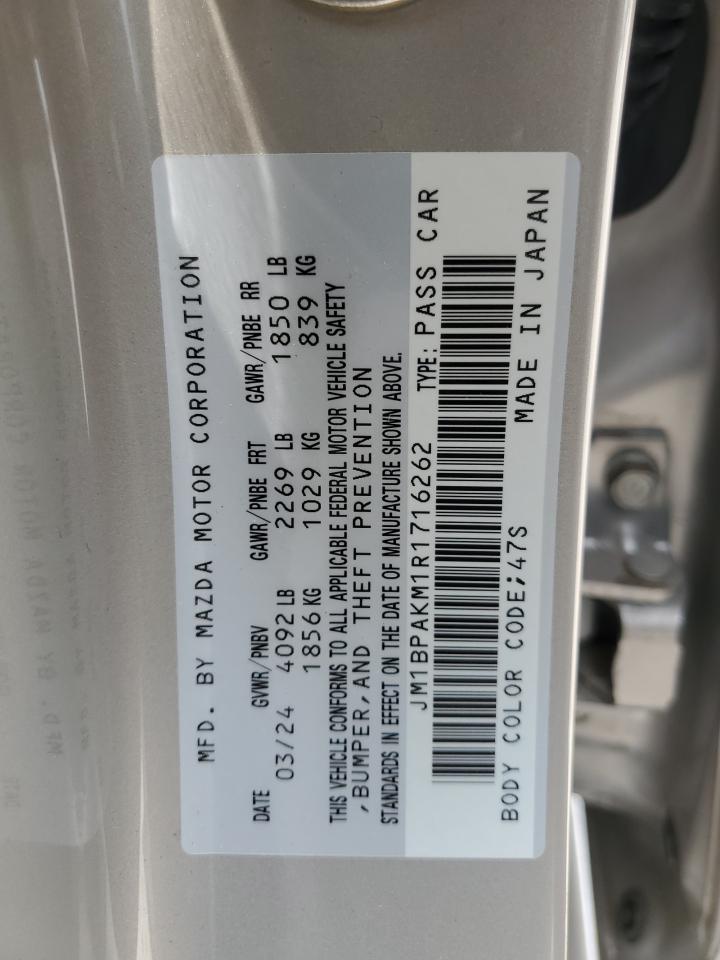 MFD. BY MAZDA MOTOR CORPORATION
DATE GVWR/PNBV GAWR/PNBE FRT GAWR/PNBE RR
03/24 4092 LB 2269 LB 1850 LB
1856 KG 1029 KG 839 KG
THIS VEHICLE CONFORMS TO ALL APPLICABLE FEDERAL MOTOR VEHICLE SAFETY
,BUMPER,AND THEFT PREVENTION
STANDARDS IN EFFECT ON THE DATE OF MANUFACTURE SHOWN ABOVE.
JM1BPAKM1R1716262 TYPE: PASS CAR
BODY COLOR CODE;47S MADE IN JAPAN